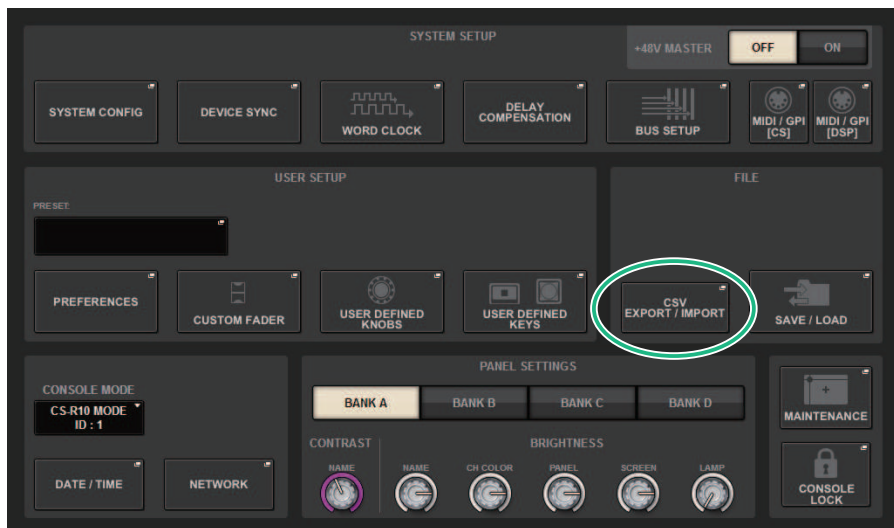 SYSTEM SETUP
+48V MASTER
OFF
ON
SYSTEM CONFIG
DEVICE SYNC
WORD CLOCK
DELAY
COMPENSATION
BUS SETUP
MIDI / GPI
[CS]
MIDI / GPI
[DSP]
USER SETUP
PRESET
PREFERENCES
CUSTOM FADER
USER DEFINED
KNOBS
USER DEFINED
KEYS
FILE
CSV
EXPORT / IMPORT
SAVE / LOAD
CONSOLE MODE
CS-R10 MODE
ID : 1
DATE / TIME
NETWORK
PANEL SETTINGS
BANK A
BANK B
BANK C
BANK D
CONTRAST
BRIGHTNESS
NAME
NAME
CH COLOR
PANEL
SCREEN
LAMP
MAINTENANCE
CONSOLE
LOCK